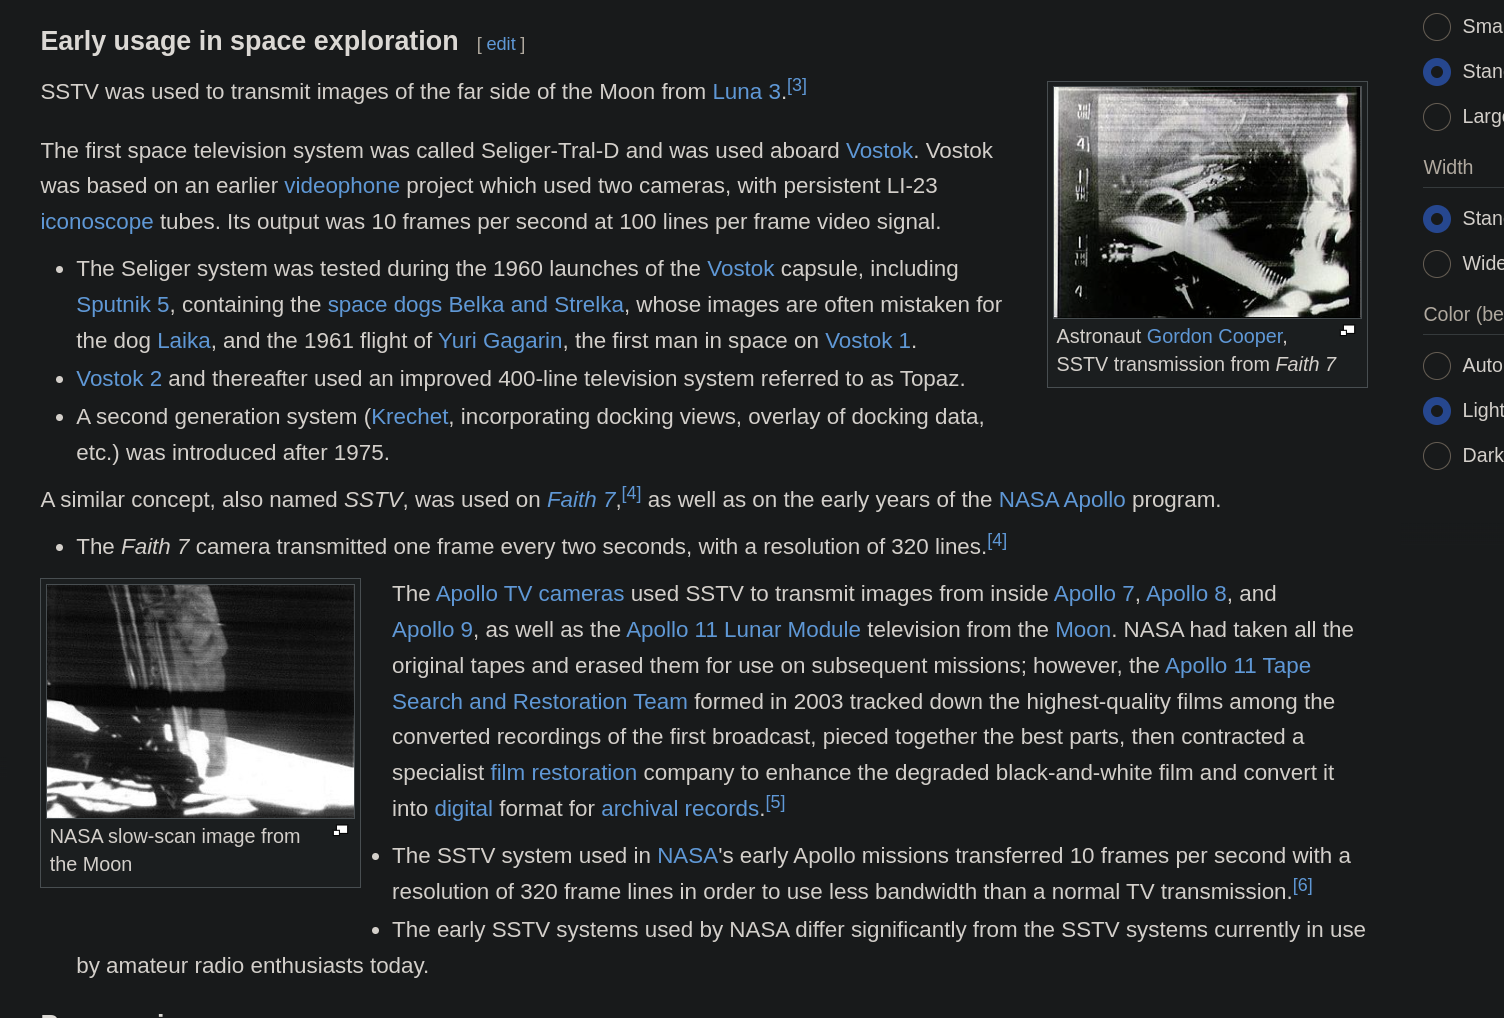 Early usage in space exploration [ edit ]
SSTV was used to transmit images of the far side of the Moon from Luna 3.[3]
The first space television system was called Seliger-Tral-D and was used aboard Vostok. Vostok
was based on an earlier videophone project which used two cameras, with persistent LI-23
iconoscope tubes. Its output was 10 frames per second at 100 lines per frame video signal.
• The Seliger system was tested during the 1960 launches of the Vostok capsule, including
Sputnik 5, containing the space dogs Belka and Strelka, whose images are often mistaken for
the dog Laika, and the 1961 flight of Yuri Gagarin, the first man in space on Vostok 1.
• Vostok 2 and thereafter used an improved 400-line television system referred to as Topaz.
• A second generation system (Krechet, incorporating docking views, overlay of docking data,
etc.) was introduced after 1975.
Astronaut Gordon Cooper,
SSTV transmission from Faith 7
A similar concept, also named SSTV, was used on Faith 7,[4] as well as on the early years of the NASA Apollo program.
• The Faith 7 camera transmitted one frame every two seconds, with a resolution of 320 lines.[4]
NASA slow-scan image from
the Moon
The Apollo TV cameras used SSTV to transmit images from inside Apollo 7, Apollo 8, and
Apollo 9, as well as the Apollo 11 Lunar Module television from the Moon. NASA had taken all the
original tapes and erased them for use on subsequent missions; however, the Apollo 11 Tape
Search and Restoration Team formed in 2003 tracked down the highest-quality films among the
converted recordings of the first broadcast, pieced together the best parts, then contracted a
specialist film restoration company to enhance the degraded black-and-white film and convert it
into digital format for archival records.[5]
• The SSTV system used in NASA's early Apollo missions transferred 10 frames per second with a
resolution of 320 frame lines in order to use less bandwidth than a normal TV transmission.[6]
• The early SSTV systems used by NASA differ significantly from the SSTV systems currently in use
by amateur radio enthusiasts today.
Sma
Stan
Larg
Width
Stan
Wide
Color (be
Auto
Light
Dark